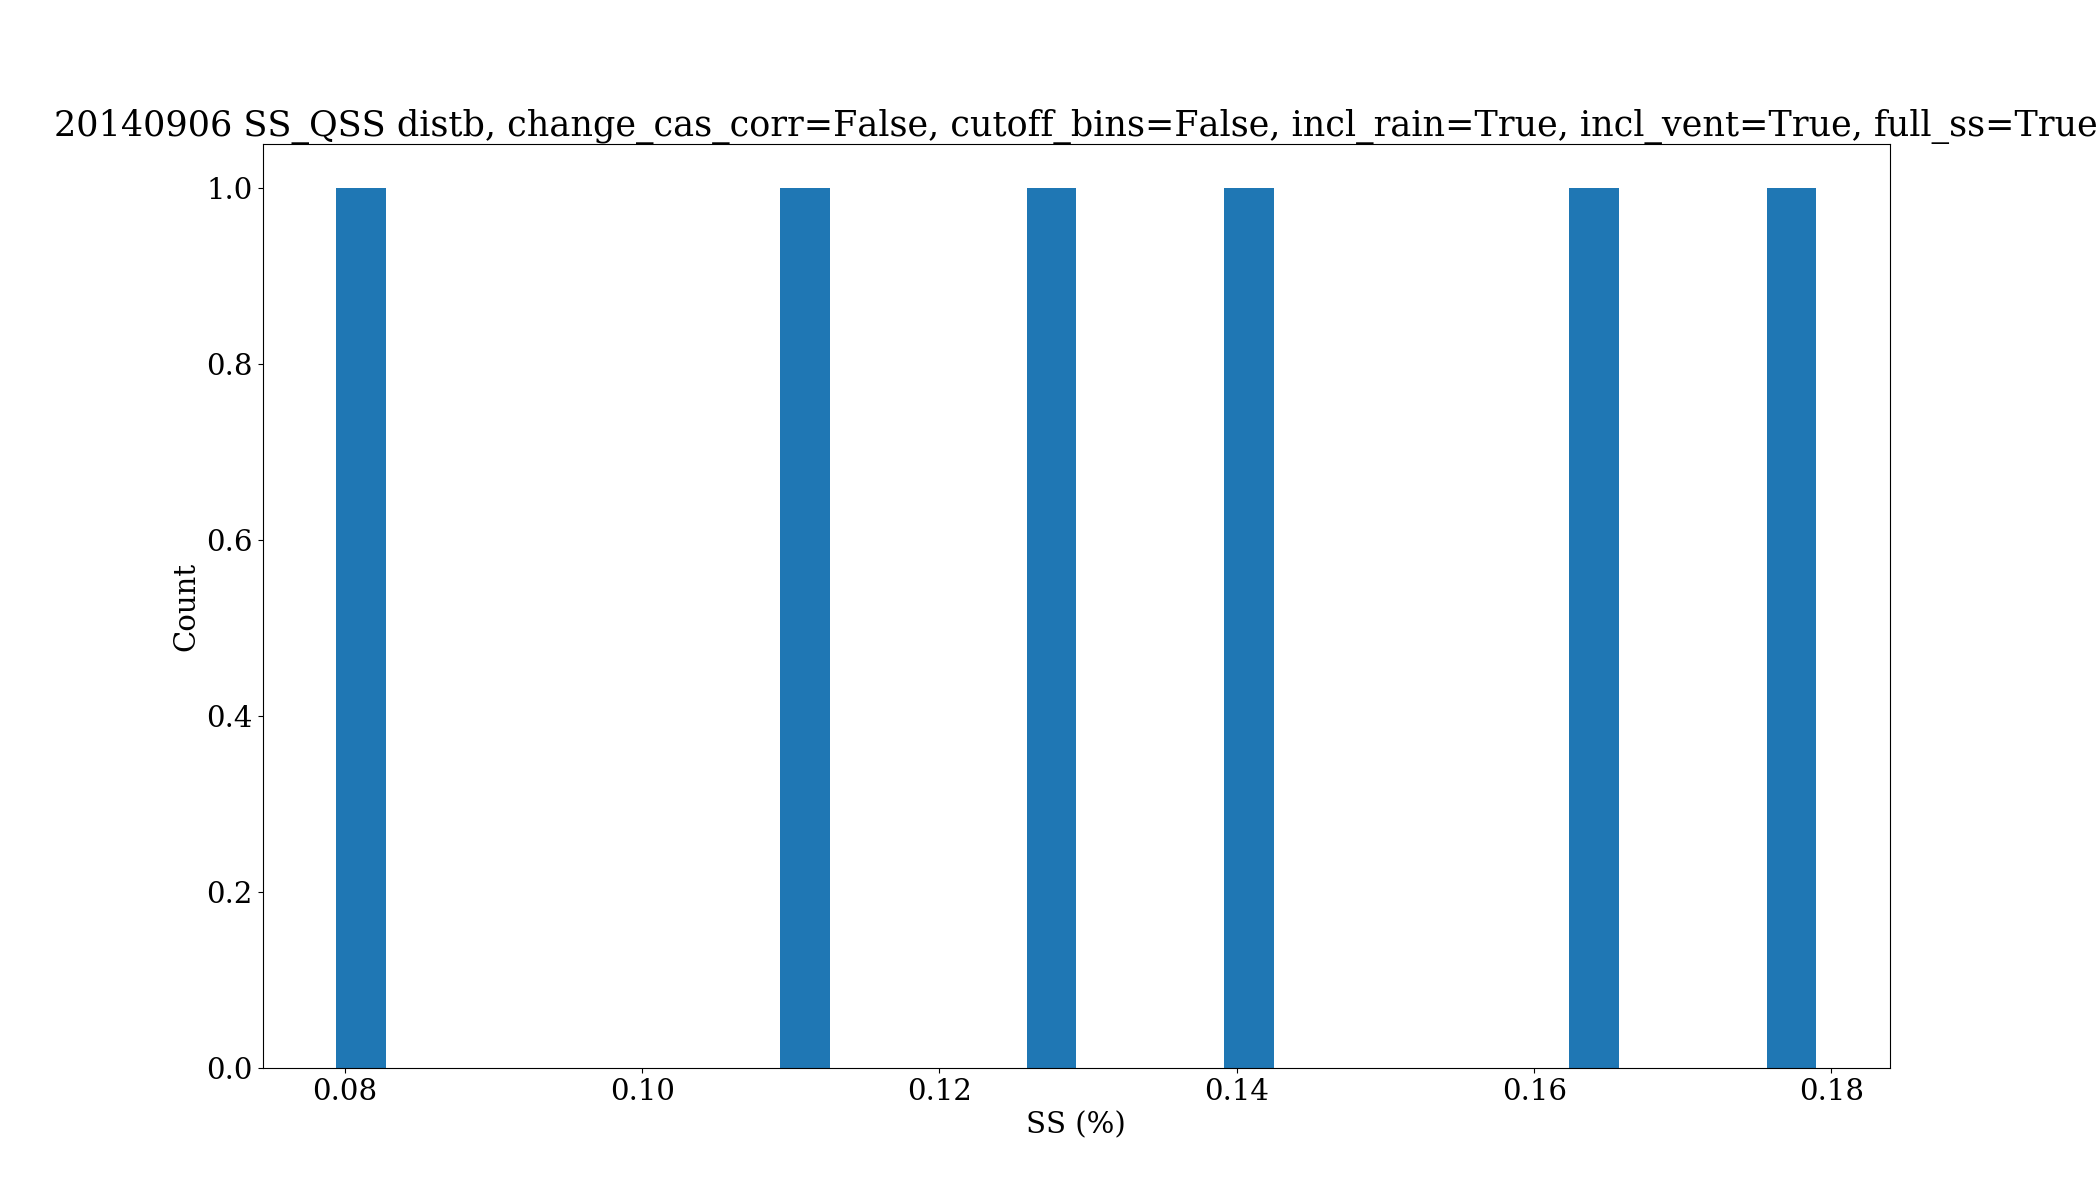 20140906 SS_QSS distb, change_cas_corr=False, cutoff_bins=False, incl_rain=True, incl_vent=True, full_ss=True
1.0
0.8
0.6
0.4
0.2
0.0
Count
0.08 0.10 0.12 0.14 0.16 0.18
SS (%)